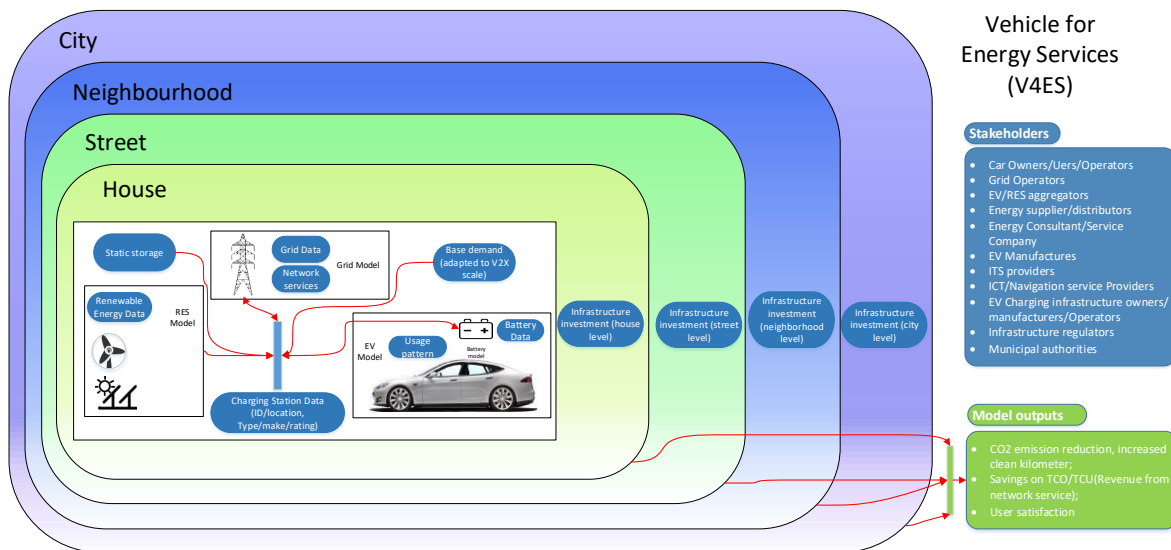 City
Neighbourhood
Street
House
Static storage
Grid Data
Network
services
Grid Model
Base demand
(adapted to V2X
scale)
Renewable
Energy Data
RES
Model
EV
Model
Usage
pattern
Battery
Data
Battery
model
Charging Station Data
(ID/location,
Type/make/rating)
Infrastructure
investment (house
level)
Infrastructure
investment (street
level)
Infrastructure
investment
(neighborhood
level)
Infrastructure
investment (city
level)
Vehicle for
Energy Services
(V4ES)
Stakeholders
• Car Owners/Uers/Operators
• Grid Operators
• EV/RES aggregators
• Energy supplier/distributors
• Energy Consultant/Service
Company
• EV Manufactures
• ITS providers
• ICT/Navigation service Providers
• EV Charging infrastructure owners/
manufacturers/Operators
• Infrastructure regulators
• Municipal authorities
Model outputs
• CO2 emission reduction, increased
clean kilometer;
• Savings on TCO/TCU(Revenue from
network service);
• User satisfaction